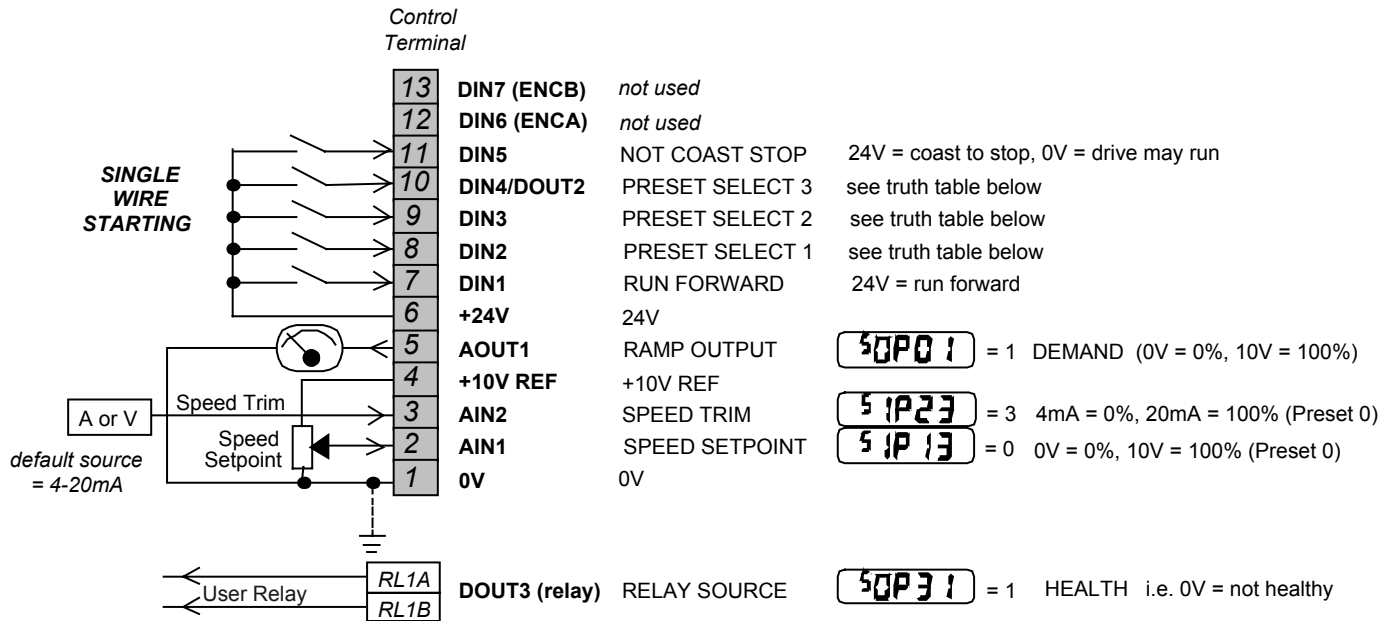 Control
Terminal
13 DIN7 (ENCB) not used
12 DIN6 (ENCA) not used
11 DIN5 NOT COAST STOP 24V = coast to stop, 0V = drive may run
SINGLE
WIRE
STARTING
10 DIN4/DOUT2 PRESET SELECT 3 see truth table below
9 DIN3 PRESET SELECT 2 see truth table below
8 DIN2 PRESET SELECT 1 see truth table below
7 DIN1 RUN FORWARD 24V = run forward
6 +24V 24V
5 AOUT1 RAMP OUTPUT SOP01 = 1 DEMAND (0V = 0%, 10V = 100%)
4 +10V REF +10V REF
A or V Speed Trim 3 AIN2 SPEED TRIM SIP23 = 3 4mA = 0%, 20mA = 100% (Preset 0)
Speed
Setpoint
2 AIN1 SPEED SETPOINT SIP13 = 0 0V = 0%, 10V = 100% (Preset 0)
default source
= 4-20mA
1 0V 0V
User Relay
RL1A
RL1B
DOUT3 (relay) RELAY SOURCE SOP31 = 1 HEALTH i.e. 0V = not healthy